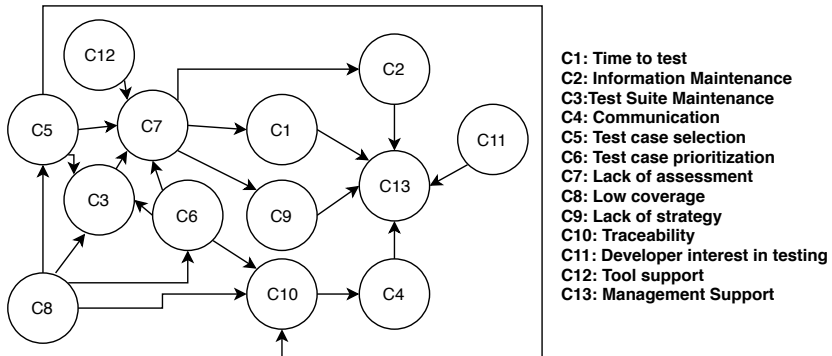 C12
C2
C5
C7
C1
C11
C13
C3
C6
C9
C8
C10
C4
C1: Time to test
C2: Information Maintenance
C3:Test Suite Maintenance
C4: Communication
C5: Test case selection
C6: Test case prioritization
C7: Lack of assessment
C8: Low coverage
C9: Lack of strategy
C10: Traceability
C11: Developer interest in testing
C12: Tool support
C13: Management Support